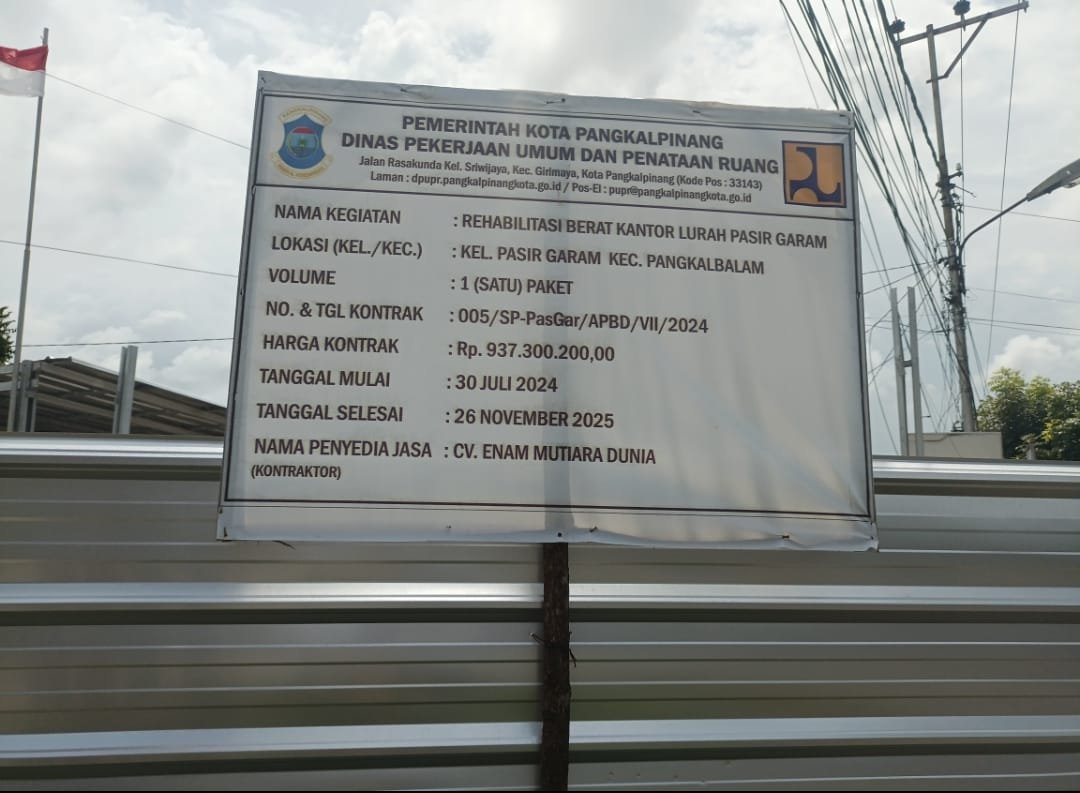 PEMERINTAH KOTA PANGKALPINANG
DINAS PEKERJAAN UMUM DAN PENATAAN RUANG
Jalan Rasakunda Kel. Sriwijaya, Kec. Girimaya, Kota Pangkalpinang (Kode Pos : 33143)
Laman : dpupr.pangkalpinangkota.go.id / Pos-El : pupr@pangkalpinangkota.go.id
NAMA KEGIATAN : REHABILITASI BERAT KANTOR LURAH PASIR GARAM
LOKASI (KEL./KEC.) : KEL. PASIR GARAM KEC. PANGKALBALAM
VOLUME : 1 (SATU) PAKET
NO. & TGL KONTRAK : 005/SP-PasGar/APBD/VII/2024
HARGA KONTRAK : Rp. 937.300.200,00
TANGGAL MULAI : 30 JULI 2024
TANGGAL SELESAI : 26 NOVEMBER 2025
NAMA PENYEDIA JASA : CV. ENAM MUTIARA DUNIA
(KONTRAKTOR)